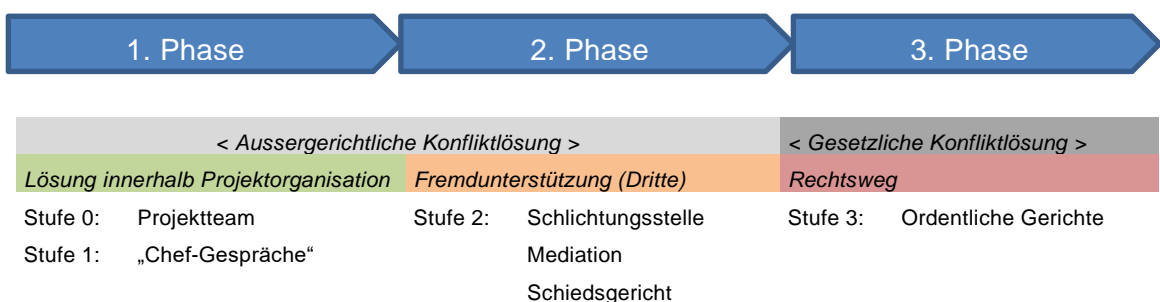 1. Phase 2. Phase 3. Phase
< Aussergerichtliche Konfliktlösung > < Gesetzliche Konfliktlösung >
Lösung innerhalb Projektorganisation Fremdunterstützung (Dritte) Rechtsweg
Stufe 0: Projektteam Stufe 2: Schlichtungsstelle Stufe 3: Ordentliche Gerichte
Stufe 1: „Chef-Gespräche“ Mediation
Schiedsgericht